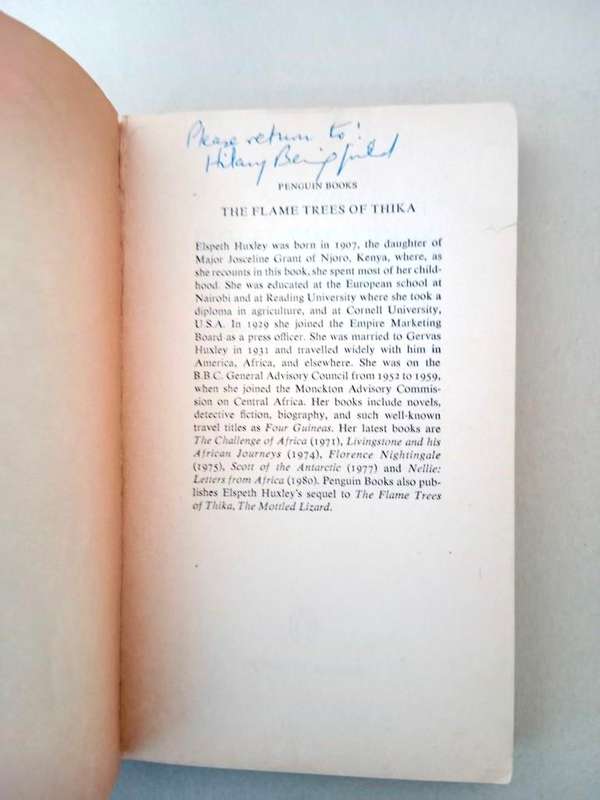 Please return to:
Hilary
PENGUIN BOOKS
THE FLAME TREES OF THIKA
Elspeth Huxley was born in 1907, the daughter of
Major Josceline Grant of Njoro, Kenya, where, as
she recounts in this book, she spent most of her child-
hood. She was educated at the European school at
Nairobi and at Reading University where she took a
diploma in agriculture, and at Cornell University,
U.S.A. In 1929 she joined the Empire Marketing
Board as a press officer. She was married to Gervas
Huxley in 1931 and travelled widely with him in
America, Africa, and elsewhere. She was on the
B.B.C. General Advisory Council from 1952 to 1959,
when she joined the Monckton Advisory Commis-
sion on Central Africa. Her books include novels,
detective fiction, biography, and such well-known
travel titles as Four Guineas. Her latest books are
The Challenge of Africa (1971), Livingstone and his
African Journeys (1974), Florence Nightingale
(1975), Scott of the Antarctic (1977) and Nellie:
Letters from Africa (1980). Penguin Books also pub-
lishes Elspeth Huxley's sequel to The Flame Trees
of Thika, The Mottled Lizard.